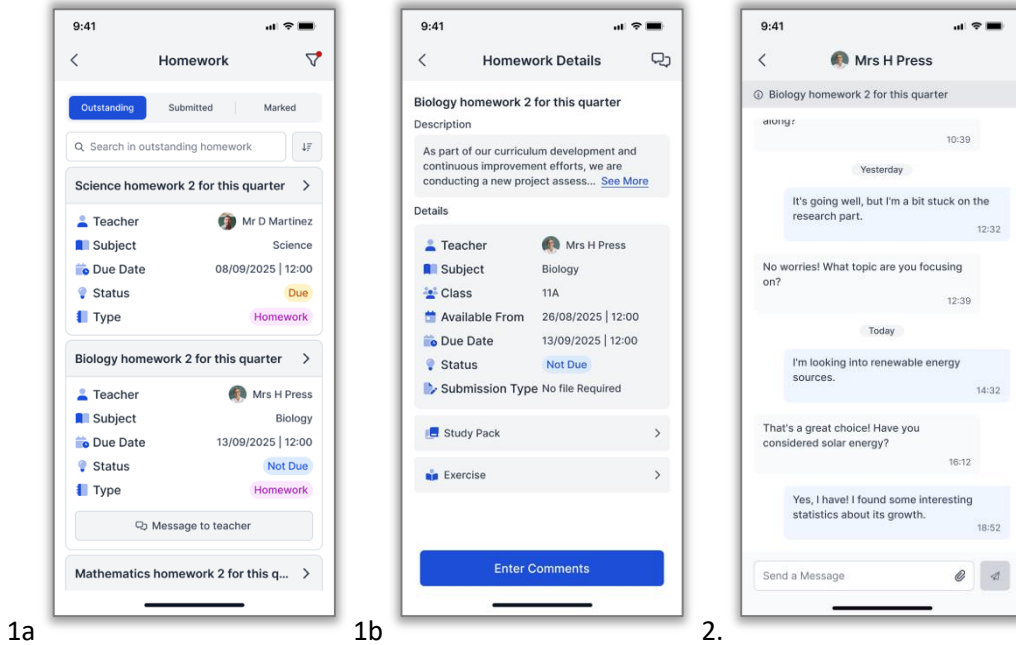 9:41
Homework
Outstanding Submitted Marked
Search in outstanding homework
Science homework 2 for this quarter
Teacher Mr D Martinez
Subject Science
Due Date 08/09/2025 | 12:00
Status Due
Type Homework
Biology homework 2 for this quarter
Teacher Mrs H Press
Subject Biology
Due Date 13/09/2025 | 12:00
Status Not Due
Type Homework
Message to teacher
Mathematics homework 2 for this q...
1a
9:41
Homework Details
Biology homework 2 for this quarter
Description
As part of our curriculum development and
continuous improvement efforts, we are
conducting a new project assess... See More
Details
Teacher Mrs H Press
Subject Biology
Class 11A
Available From 26/08/2025 | 12:00
Due Date 13/09/2025 | 12:00
Status Not Due
Submission Type No file Required
Study Pack
Exercise
Enter Comments
1b
9:41
Mrs H Press
Biology homework 2 for this quarter
along?
10:39
Yesterday
It's going well, but I'm a bit stuck on the
research part.
12:32
No worries! What topic are you focusing
on?
12:39
Today
I'm looking into renewable energy
sources.
14:32
That's a great choice! Have you
considered solar energy?
16:12
Yes, I have! I found some interesting
statistics about its growth.
18:52
Send a Message
2.